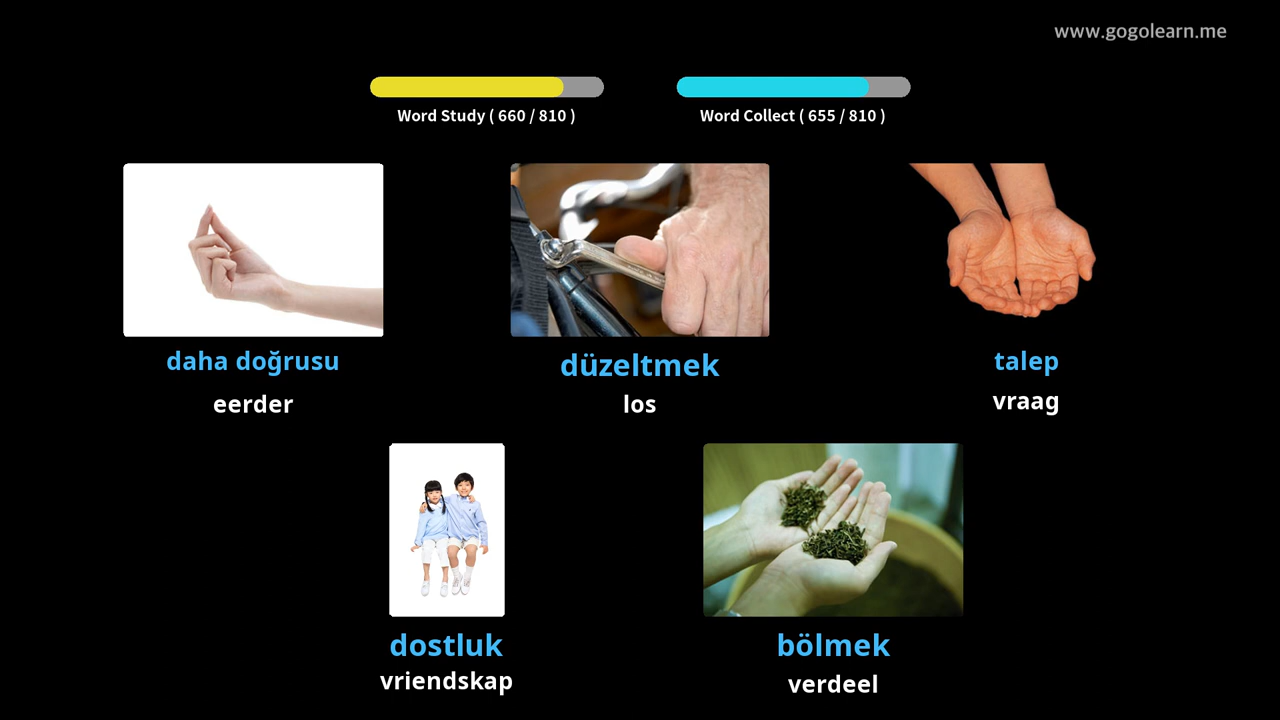 www.gogolearn.me
Word Study ( 660 / 810 )
Word Collect ( 655 / 810 )
daha doğrusu
eerder
düzeltmek
los
talep
vraag
dostluk
vriendskap
bölmek
verdeel